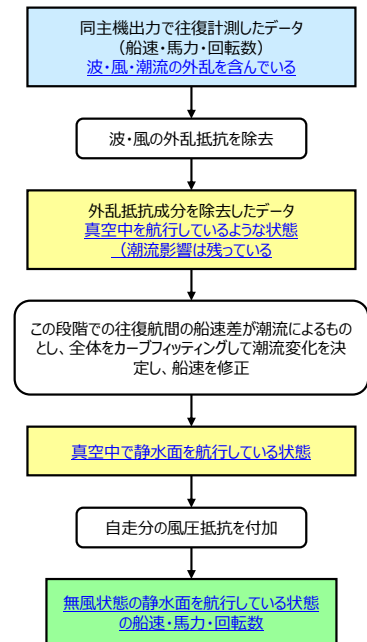 同主機出力で往復計測したデータ
（船速・馬力・回転数）
波・風・潮流の外乱を含んでいる
波・風の外乱抵抗を除去
外乱抵抗成分を除去したデータ
真空中を航行しているような状態
（潮流影響は残っている
この段階での往復航間の船速差が潮流によるもの
とし、全体をカーブフィッティングして潮流変化を決
定し、船速を修正
真空中で静水面を航行している状態
自走分の風圧抵抗を付加
無風状態の静水面を航行している状態
の船速・馬力・回転数